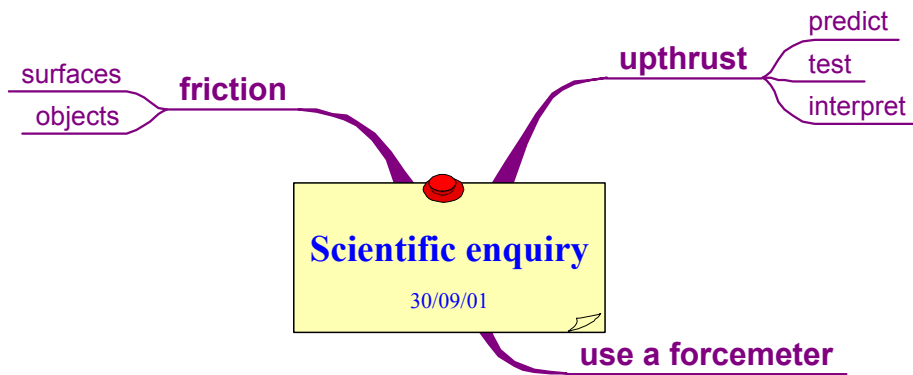 predict
upthrust
test
interpret
surfaces
friction
objects
Scientific enquiry
30/09/01
use a forcemeter